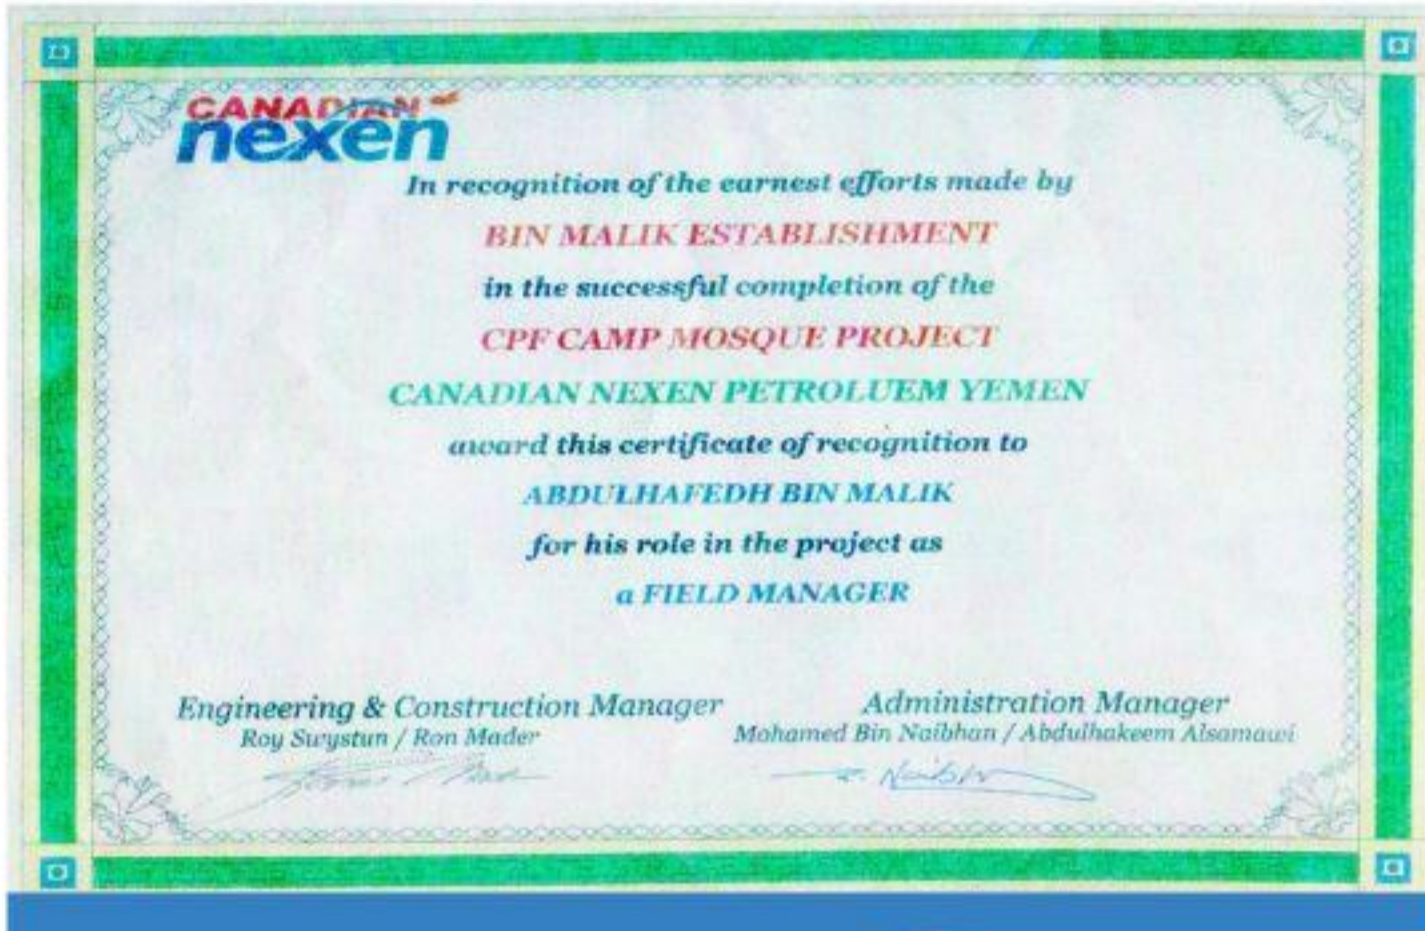 CANADIAN
nexen
In recognition of the earnest efforts made by
BIN MALIK ESTABLISHMENT
in the successful completion of the
CPF CAMP MOSQUE PROJECT
CANADIAN NEXEN PETROLUEM YEMEN
award this certificate of recognition to
ABDULHAFEDH BIN MALIK
for his role in the project as
a FIELD MANAGER
Engineering & Construction Manager
Roy Swystun / Ron Mader
Administration Manager
Mohamed Bin Naibhan / Abdulhakeem Alsamawi